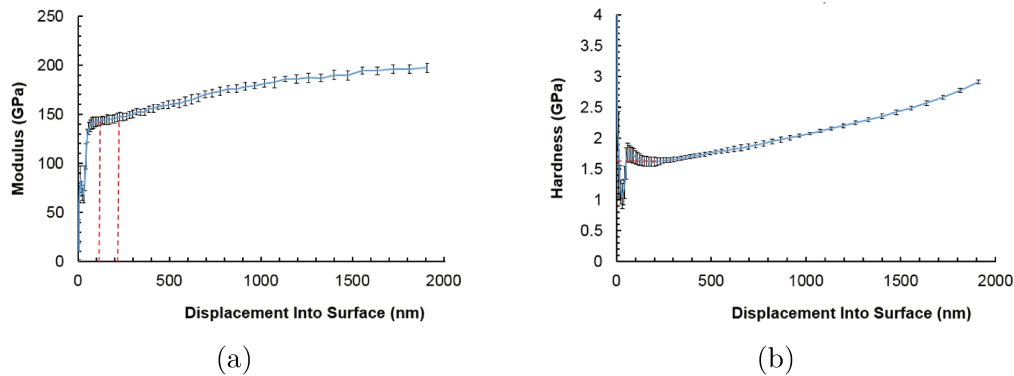 250
200
150
100
50
0
Modulus (GPa)
0 500 1000 1500 2000
Displacement Into Surface (nm)
(a)
4
3.5
3
2.5
2
1.5
1
0.5
0
Hardness (GPa)
0 500 1000 1500 2000
Displacement Into Surface (nm)
(b)